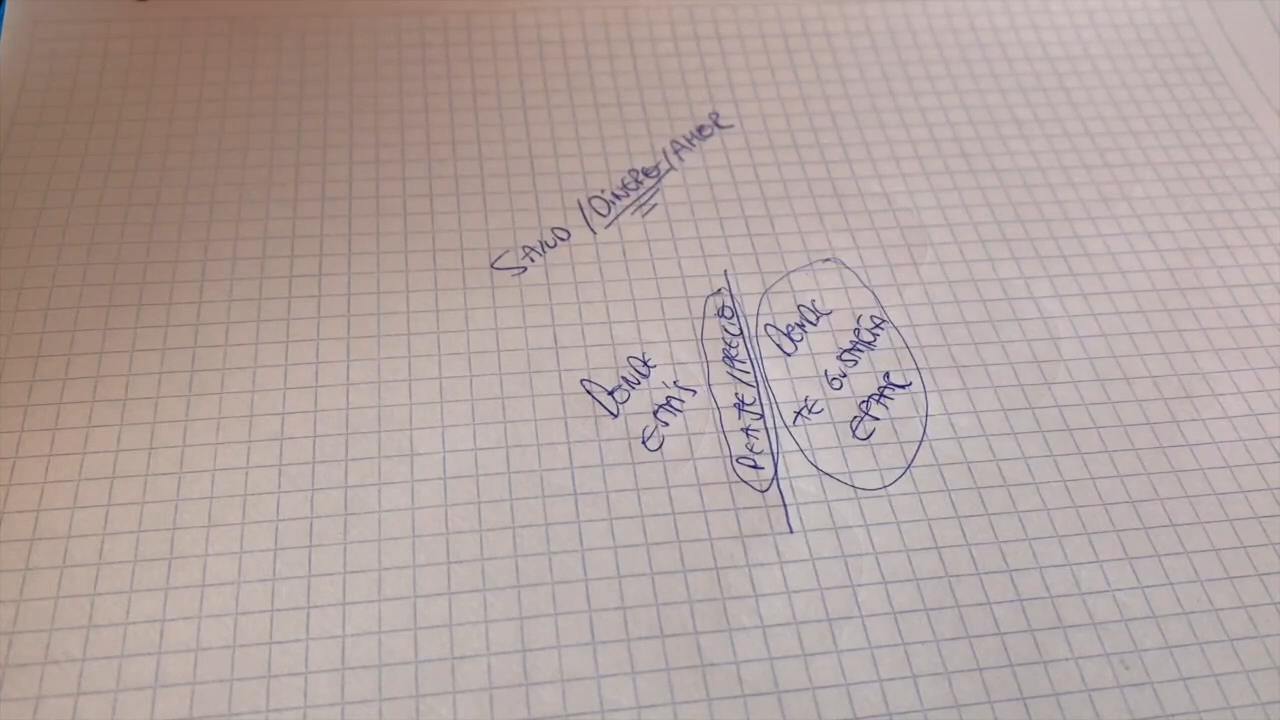 SALUD / DINERO / AMOR
DONDE
ESTÁS
PEAJE / PRECIO
DONDE
TE GUSTARÍA
ESTAR